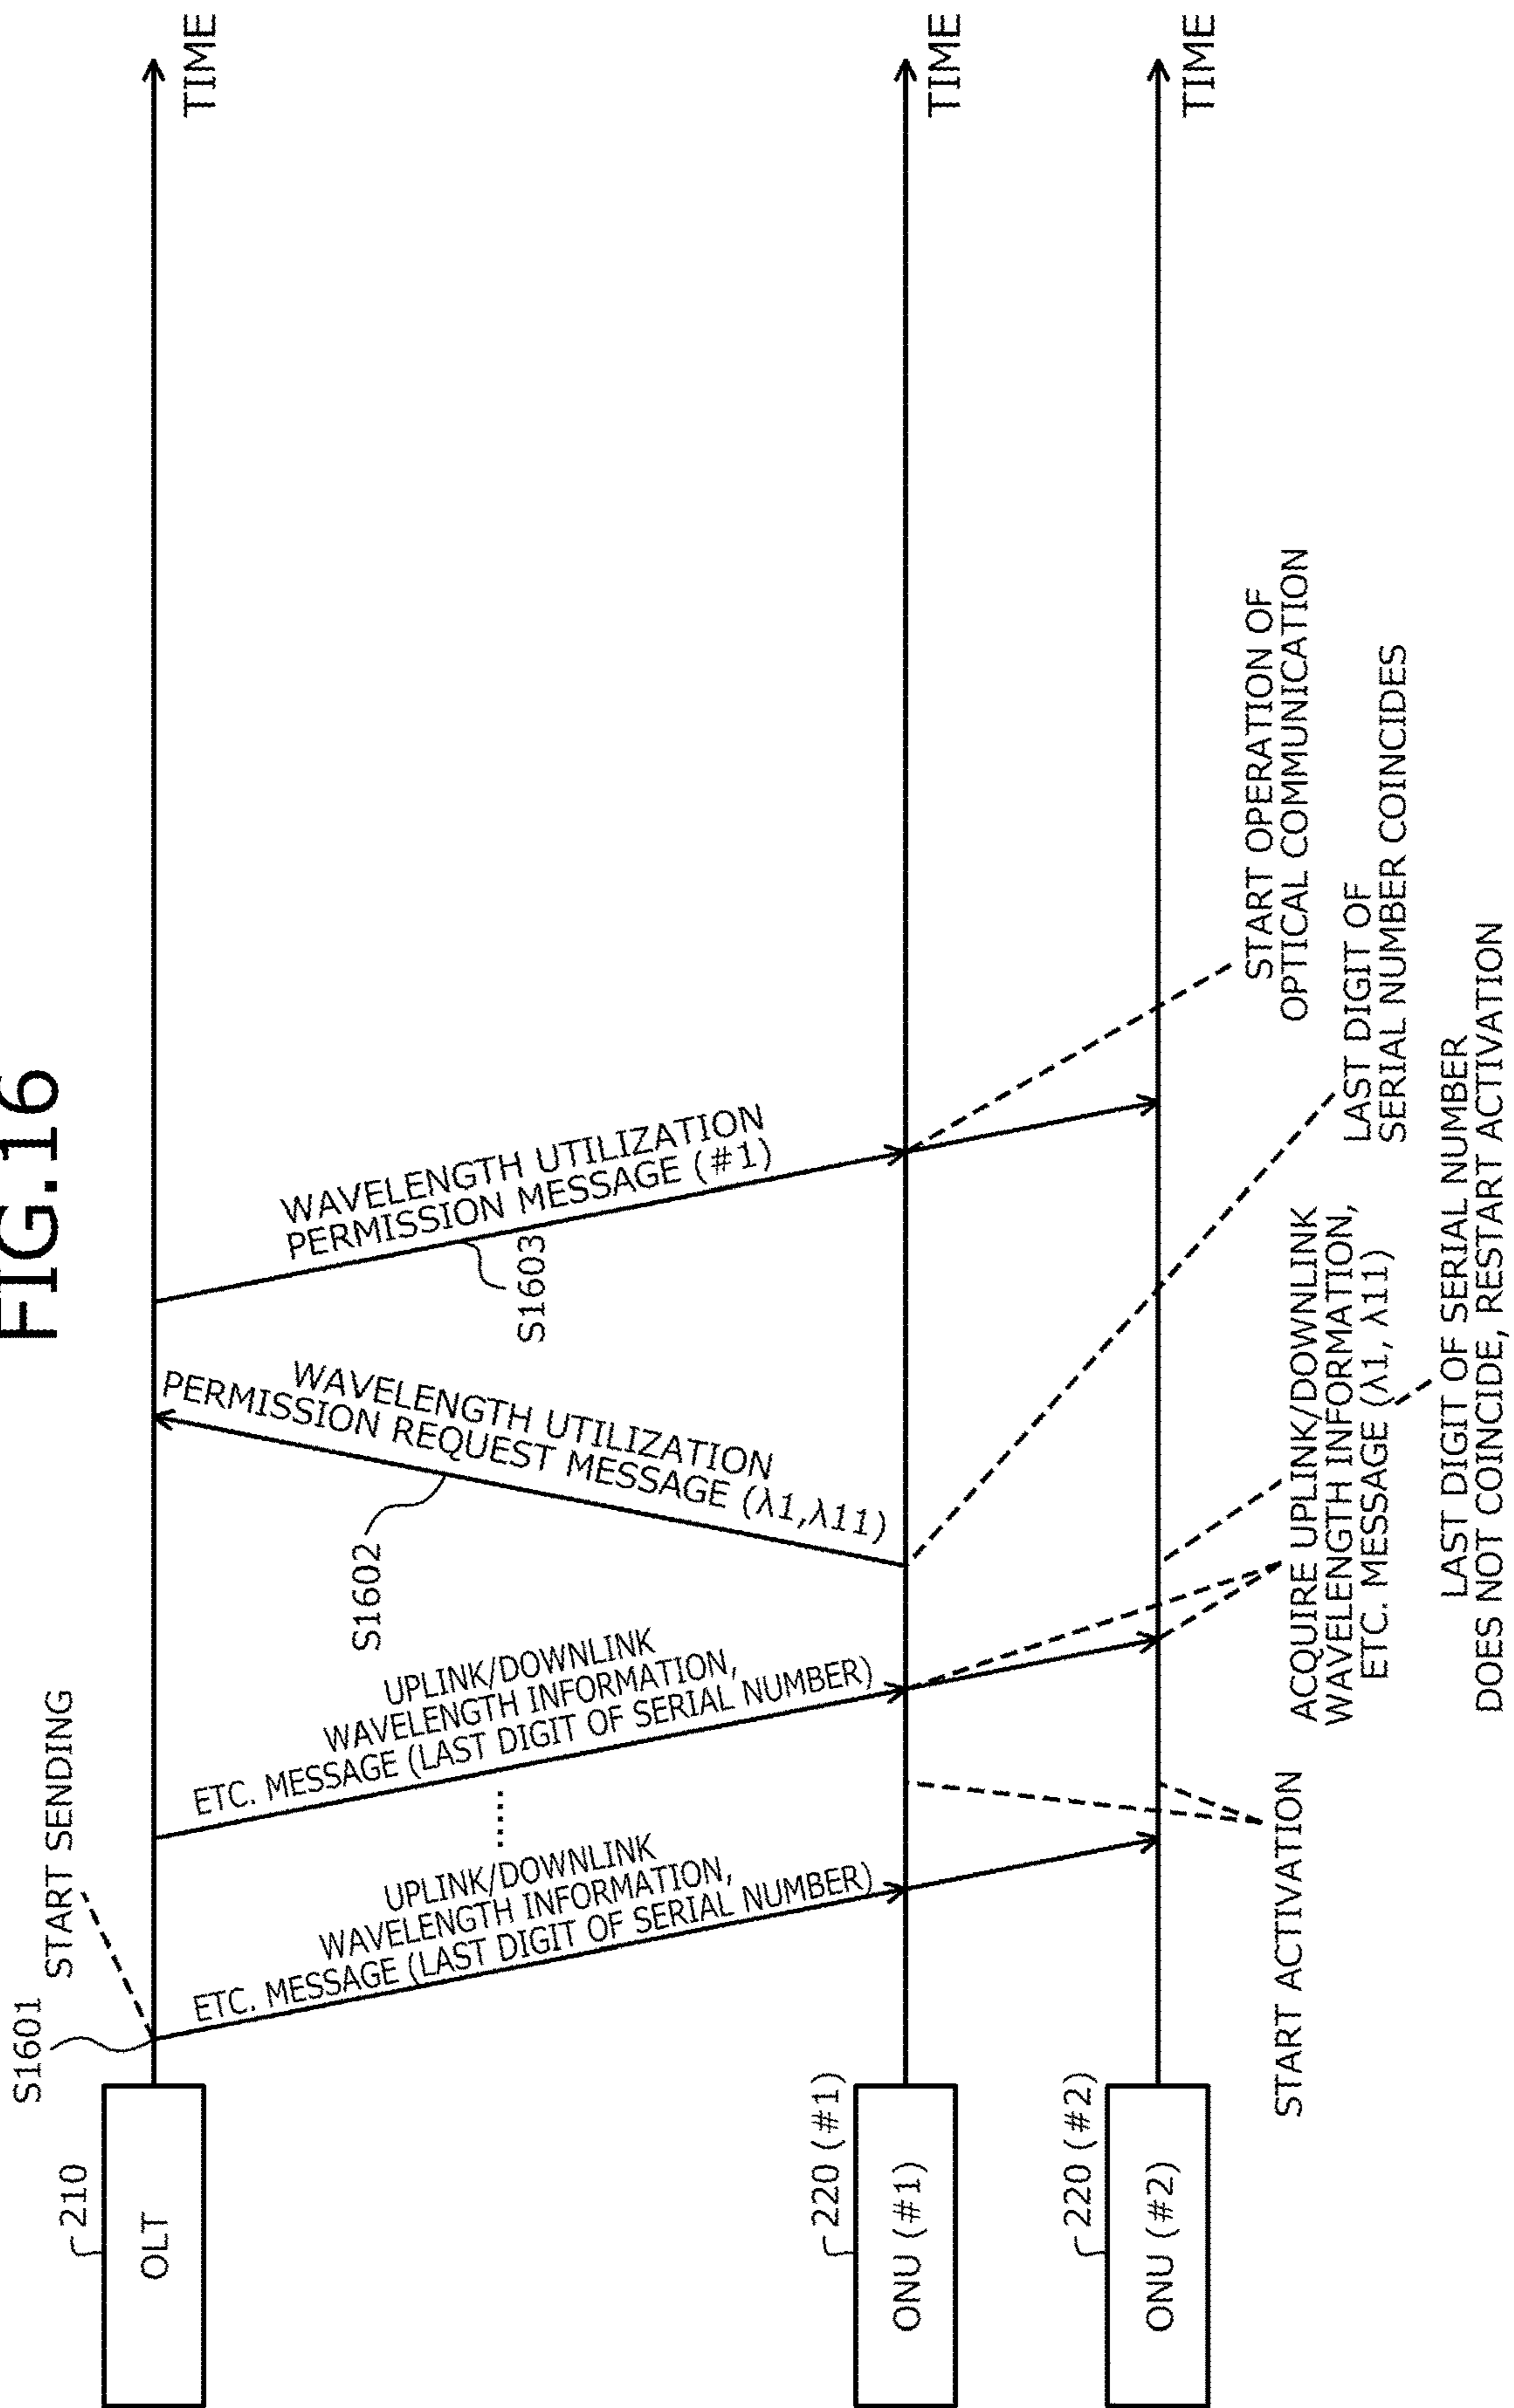 FIG.16
S1601
START SENDING
210
OLT
TIME
ETC. MESSAGE (LAST DIGIT OF SERIAL NUMBER)
WAVELENGTH INFORMATION,
UPLINK/DOWNLINK
......
ETC. MESSAGE (LAST DIGIT OF SERIAL NUMBER)
WAVELENGTH INFORMATION,
UPLINK/DOWNLINK
S1602
WAVELENGTH UTILIZATION
PERMISSION REQUEST MESSAGE (λ1,λ11)
S1603
WAVELENGTH UTILIZATION
PERMISSION MESSAGE (#1)
220 (#1)
ONU (#1)
TIME
220 (#2)
ONU (#2)
TIME
START ACTIVATION
ACQUIRE UPLINK/DOWNLINK
WAVELENGTH INFORMATION,
ETC. MESSAGE (λ1, λ11)
START OPERATION OF
OPTICAL COMMUNICATION
LAST DIGIT OF
SERIAL NUMBER COINCIDES
LAST DIGIT OF SERIAL NUMBER
DOES NOT COINCIDE, RESTART ACTIVATION